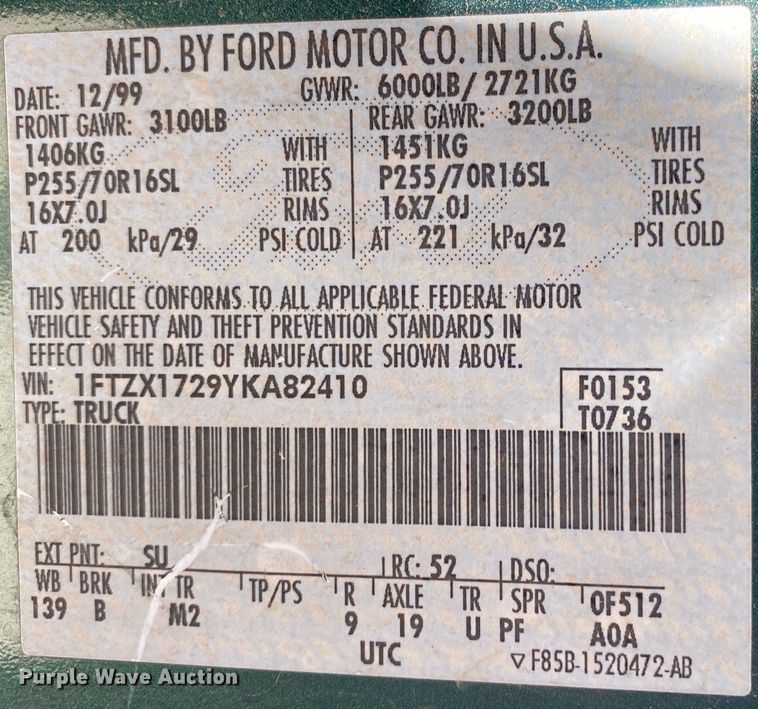 MFD. BY FORD MOTOR CO. IN U.S.A.
DATE: 12/99 GVWR: 6000LB/ 2721KG
FRONT GAWR: 3100LB REAR GAWR: 3200LB
1406KG WITH 1451KG WITH
P255/70R16SL TIRES P255/70R16SL TIRES
16X7.0J RIMS 16X7.0J RIMS
AT 200 kPa/29 PSI COLD AT 221 kPa/32 PSI COLD
THIS VEHICLE CONFORMS TO ALL APPLICABLE FEDERAL MOTOR
VEHICLE SAFETY AND THEFT PREVENTION STANDARDS IN
EFFECT ON THE DATE OF MANUFACTURE SHOWN ABOVE.
VIN: 1FTZX1729YKA82410 F0153
TYPE: TRUCK T0736
EXT PNT: SU RC: 52 DSO:
WB BRK INT TR TP/PS R AXLE TR SPR 0F512
139 B M2 9 19 U PF A0A
UTC ▽F85B-1520472-AB
Purple Wave Auction